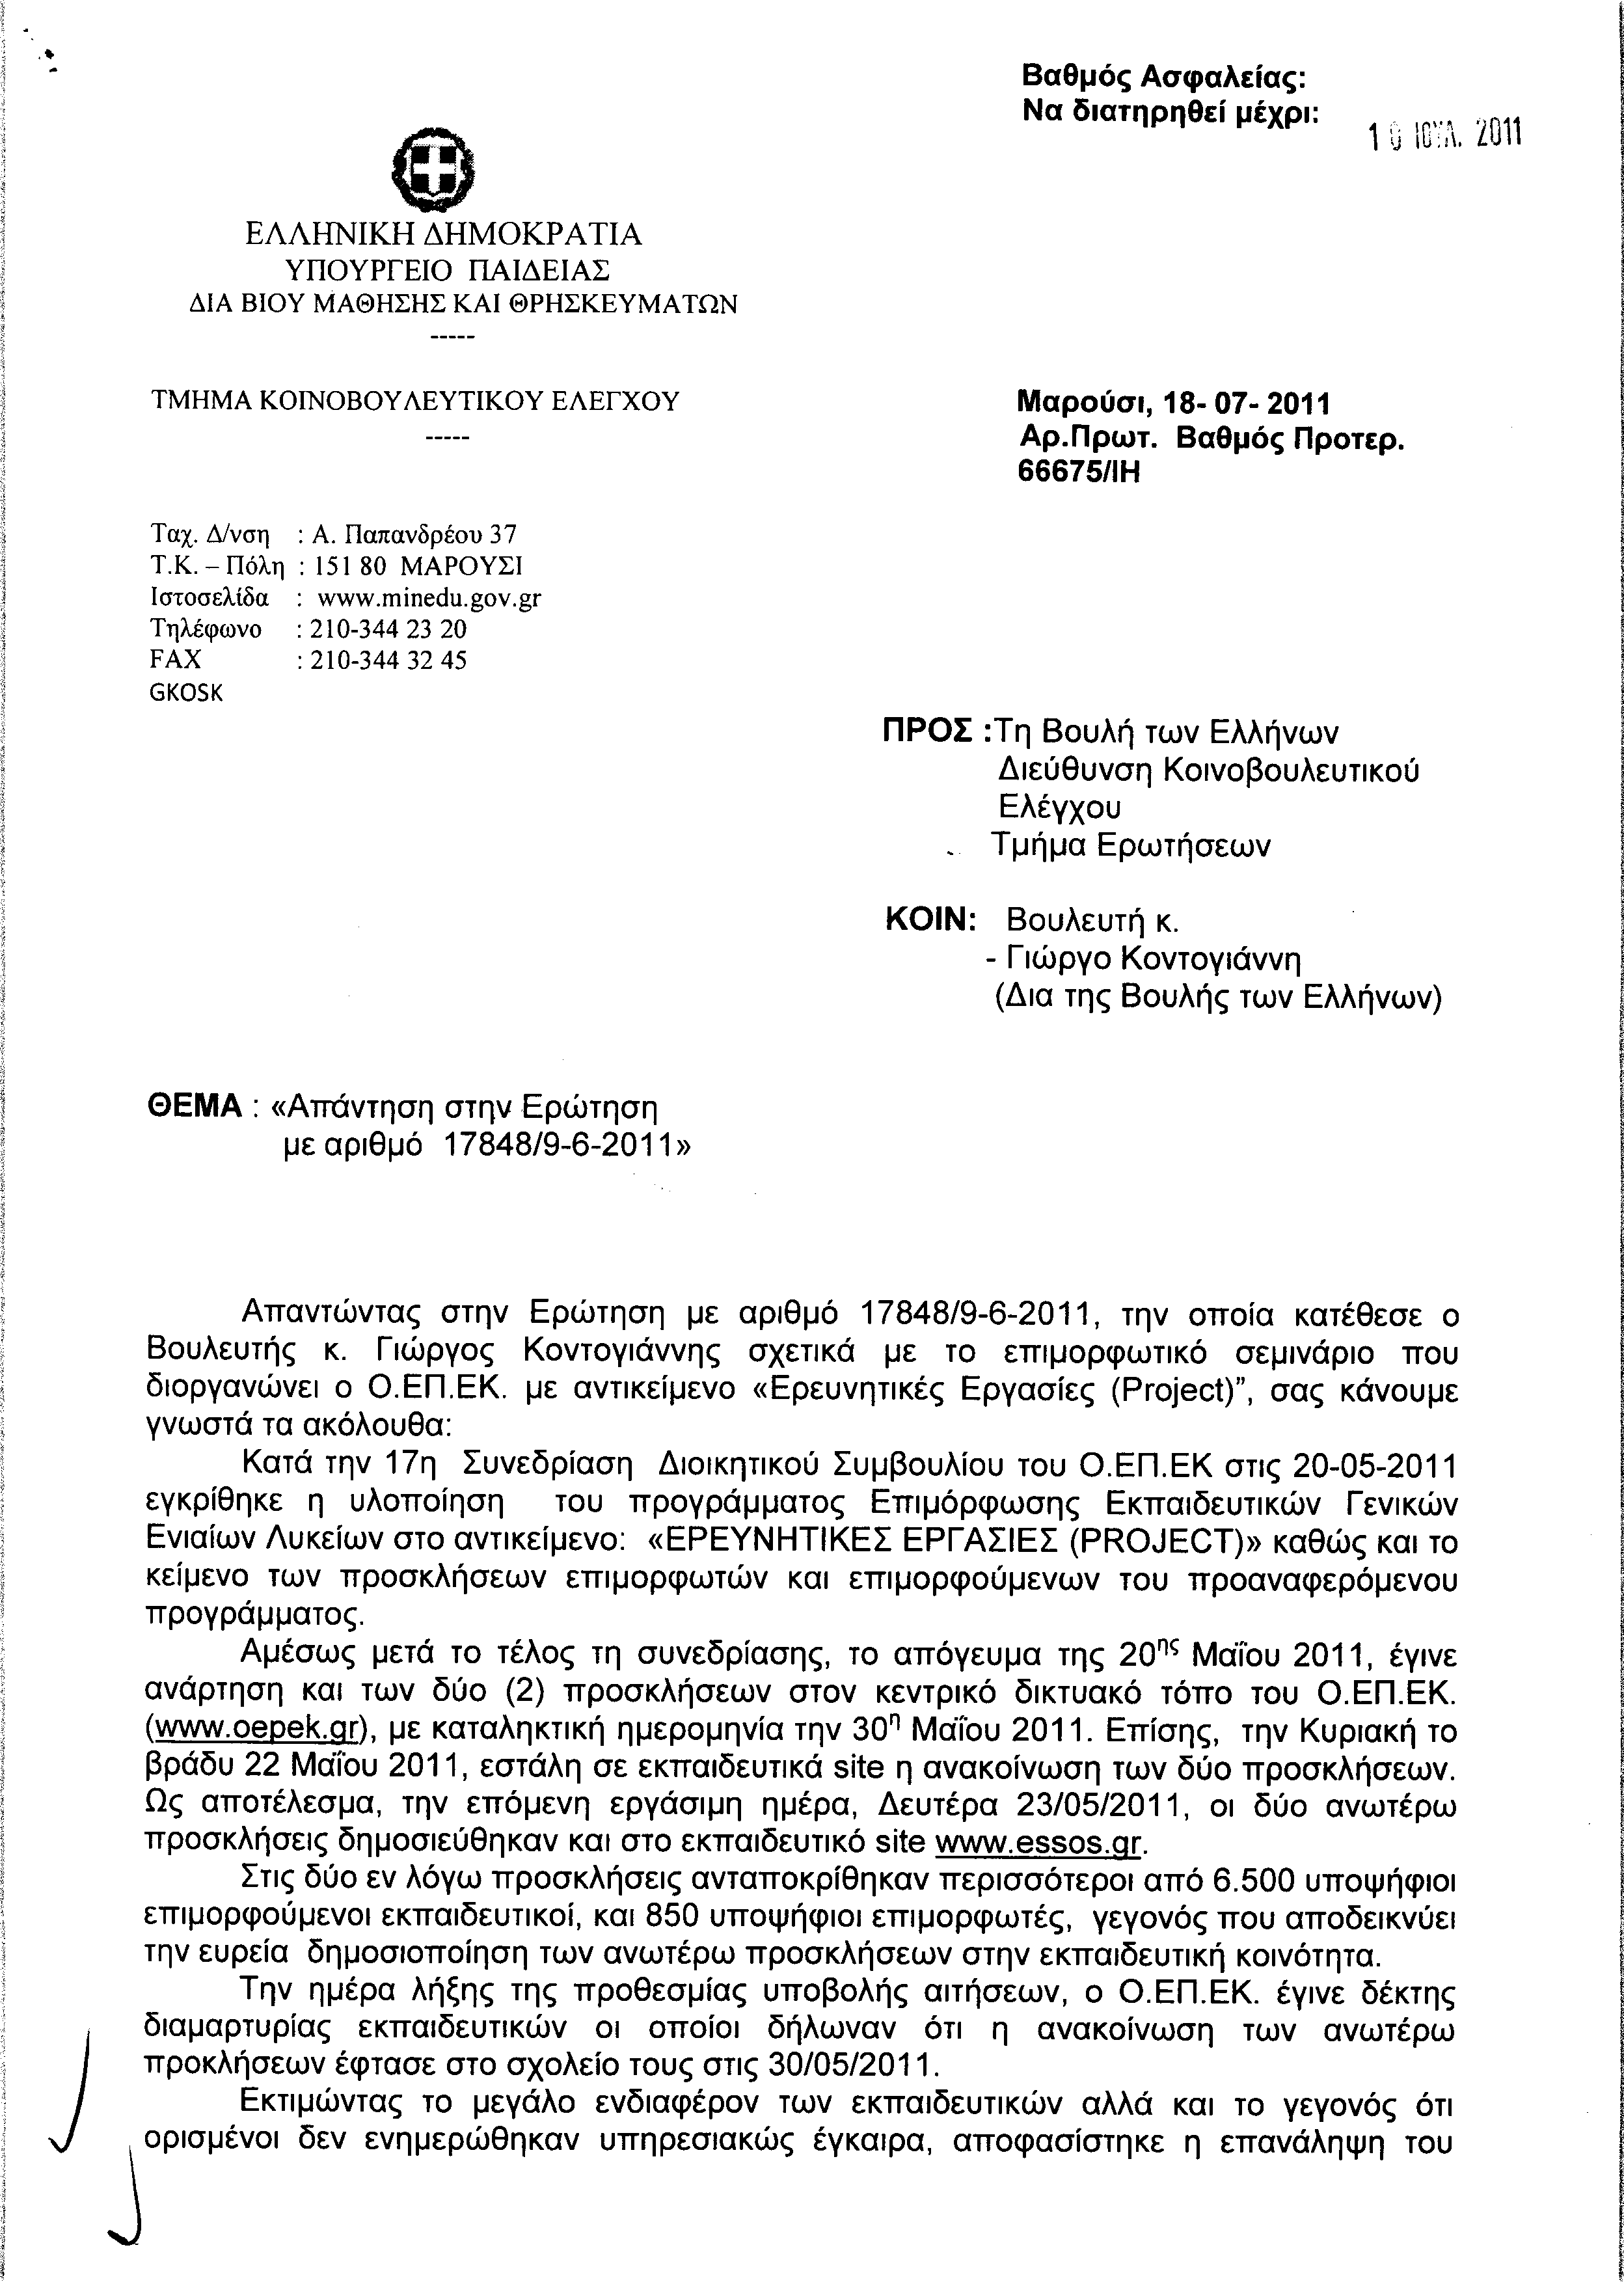 Βαθμός Ασφαλείας:
Να διατηρηθεί μέχρι:
ΙΟΥΛ. 2011
ΕΛΛΗΝΙΚΗ ΔΗΜΟΚΡΑΤΙΑ
ΥΠΟΥΡΓΕΙΟ ΠΑΙΔΕΙΑΣ
ΔΙΑ ΒΙΟΥ ΜΑΘΗΣΗΣ ΚΑΙ ΘΡΗΣΚΕΥΜΑΤΩΝ
-----
ΤΜΗΜΑ ΚΟΙΝΟΒΟΥΛΕΥΤΙΚΟΥ ΕΛΕΓΧΟΥ
-----
Μαρούσι, 18- 07- 2011
Αρ.Πρωτ. Βαθμός Προτερ.
66675/ΙΗ
Ταχ. Δ/νση : Α. Παπανδρέου 37
Τ.Κ. – Πόλη : 151 80 ΜΑΡΟΥΣΙ
Ιστοσελίδα : www.minedu.gov.gr
Τηλέφωνο : 210-344 23 20
FAX : 210-344 32 45
GKOSK
ΠΡΟΣ :Τη Βουλή των Ελλήνων
Διεύθυνση Κοινοβουλευτικού
Ελέγχου
Τμήμα Ερωτήσεων
ΚΟΙΝ: Βουλευτή κ.
- Γιώργο Κοντογιάννη
(Δια της Βουλής των Ελλήνων)
ΘΕΜΑ : «Απάντηση στην Ερώτηση
με αριθμό 17848/9-6-2011»
Απαντώντας στην Ερώτηση με αριθμό 17848/9-6-2011, την οποία κατέθεσε ο
Βουλευτής κ. Γιώργος Κοντογιάννης σχετικά με το επιμορφωτικό σεμινάριο που
διοργανώνει ο Ο.ΕΠ.ΕΚ. με αντικείμενο «Ερευνητικές Εργασίες (Project)”, σας κάνουμε
γνωστά τα ακόλουθα:
Κατά την 17η Συνεδρίαση Διοικητικού Συμβουλίου του Ο.ΕΠ.ΕΚ στις 20-05-2011
εγκρίθηκε η υλοποίηση του προγράμματος Επιμόρφωσης Εκπαιδευτικών Γενικών
Ενιαίων Λυκείων στο αντικείμενο: «ΕΡΕΥΝΗΤΙΚΕΣ ΕΡΓΑΣΙΕΣ (PROJECT)» καθώς και το
κείμενο των προσκλήσεων επιμορφωτών και επιμορφούμενων του προαναφερόμενου
προγράμματος.
Αμέσως μετά το τέλος τη συνεδρίασης, το απόγευμα της 20ης Μαΐου 2011, έγινε
ανάρτηση και των δύο (2) προσκλήσεων στον κεντρικό δικτυακό τόπο του Ο.ΕΠ.ΕΚ.
(www.oepek.gr), με καταληκτική ημερομηνία την 30η Μαΐου 2011. Επίσης, την Κυριακή το
βράδυ 22 Μαΐου 2011, εστάλη σε εκπαιδευτικά site η ανακοίνωση των δύο προσκλήσεων.
Ως αποτέλεσμα, την επόμενη εργάσιμη ημέρα, Δευτέρα 23/05/2011, οι δύο ανωτέρω
προσκλήσεις δημοσιεύθηκαν και στο εκπαιδευτικό site www.essos.gr.
Στις δύο εν λόγω προσκλήσεις ανταποκρίθηκαν περισσότεροι από 6.500 υποψήφιοι
επιμορφούμενοι εκπαιδευτικοί, και 850 υποψήφιοι επιμορφωτές, γεγονός που αποδεικνύει
την ευρεία δημοσιοποίηση των ανωτέρω προσκλήσεων στην εκπαιδευτική κοινότητα.
Την ημέρα λήξης της προθεσμίας υποβολής αιτήσεων, ο Ο.ΕΠ.ΕΚ. έγινε δέκτης
διαμαρτυρίας εκπαιδευτικών οι οποίοι δήλωναν ότι η ανακοίνωση των ανωτέρω
προκλήσεων έφτασε στο σχολείο τους στις 30/05/2011.
Εκτιμώντας το μεγάλο ενδιαφέρον των εκπαιδευτικών αλλά και το γεγονός ότι
ορισμένοι δεν ενημερώθηκαν υπηρεσιακώς έγκαιρα, αποφασίστηκε η επανάληψη του